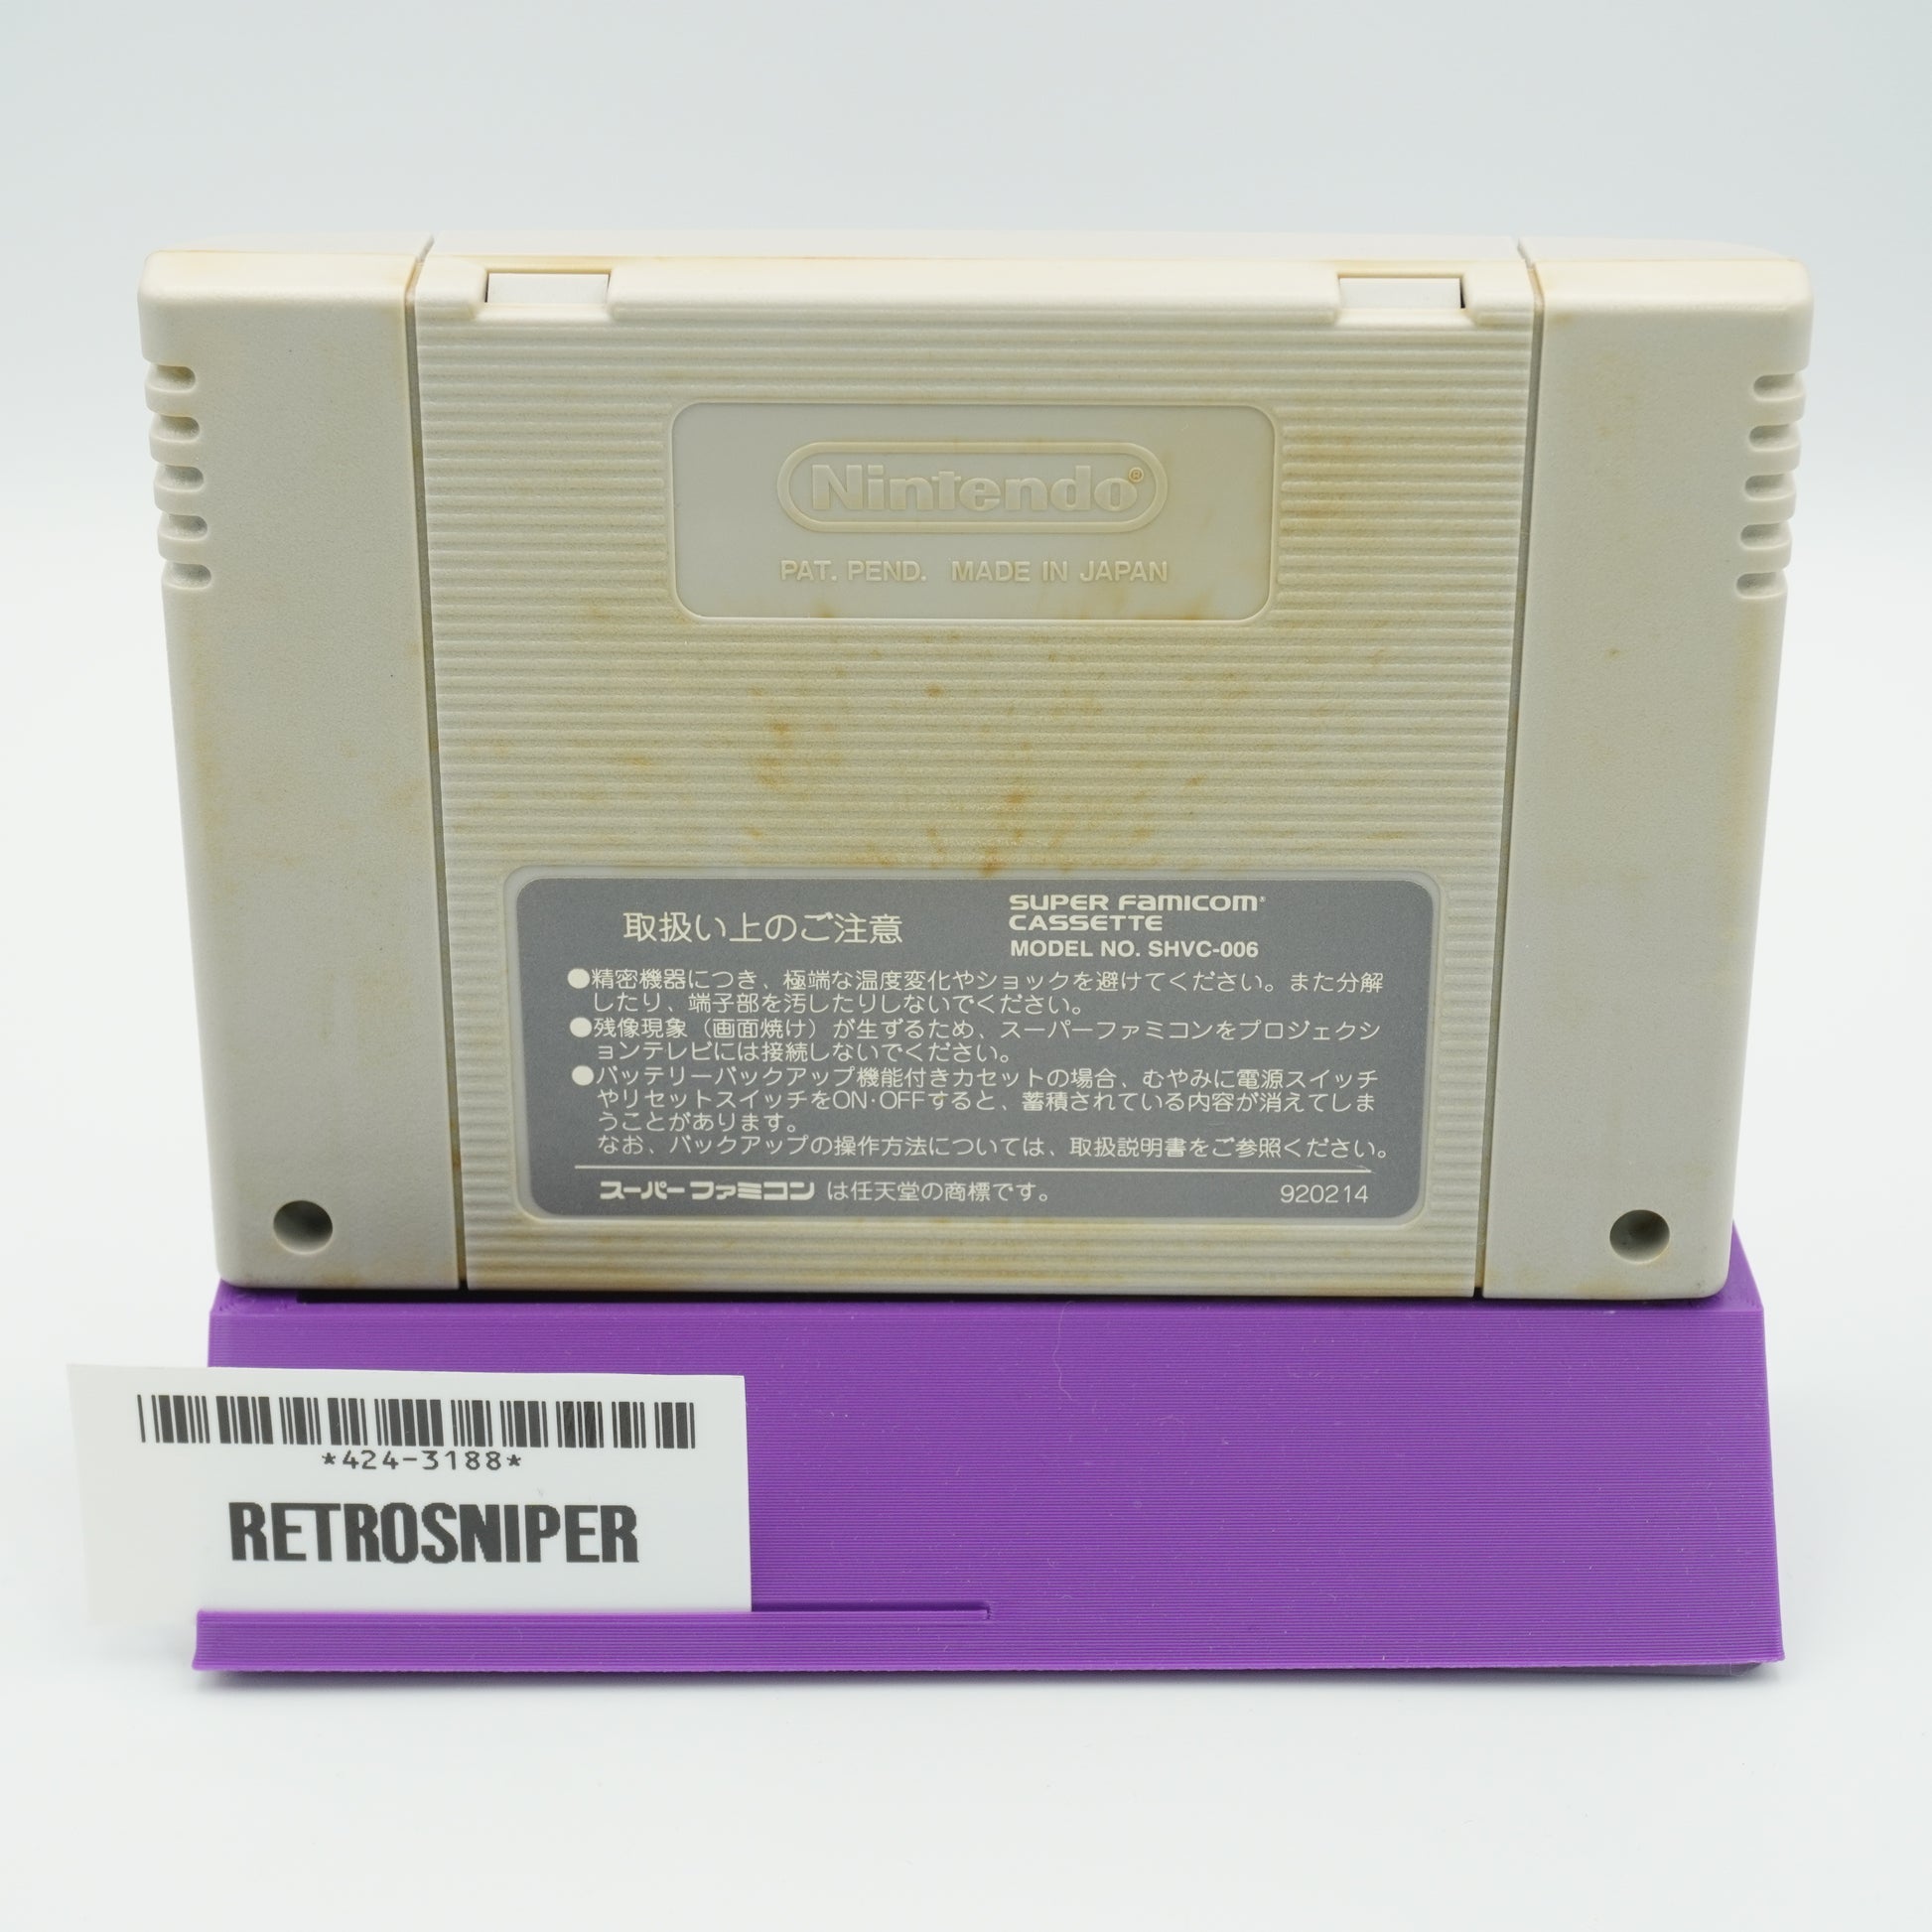 Nintendo®
PAT. PEND. MADE IN JAPAN
取扱い上のご注意
SUPER FAMICOM
CASSETTE
MODEL NO. SHVC-006
●精密機器につき、極端な温度変化やショックを避けてください。また分解
したり、端子部を汚したりしないでください。
●残像現象（画面焼け）が生ずるため、スーパーファミコンをプロジェクシ
ョンテレビには接続しないでください。
●バッテリーバックアップ機能付きカセットの場合、むやみに電源スイッチ
やリセットスイッチをON·OFFすると、蓄積されている内容が消えてしま
うことがあります。
なお、バックアップの操作方法については、取扱説明書をご参照ください。
スーパーファミコン は任天堂の商標です。 920214
*424-3188*
RETROSNIPER